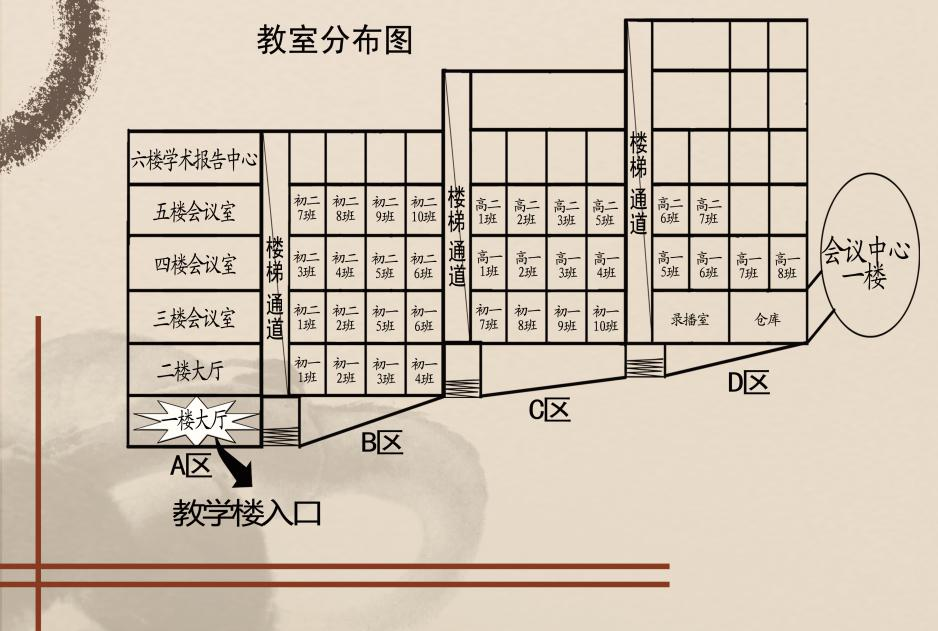 教室分布图
六楼学术报告中心
五楼会议室
四楼会议室
三楼会议室
二楼大厅
一楼大厅
A区
教学楼入口
楼梯通道
初二
7班
初二
8班
初二
9班
初二
10班
初二
3班
初二
4班
初二
5班
初二
6班
初二
1班
初二
2班
初一
5班
初一
6班
初一
1班
初一
2班
初一
3班
初一
4班
B区
楼梯通道
高二
1班
高二
2班
高二
3班
高二
5班
高一
1班
高一
2班
高一
3班
高一
4班
初一
7班
初一
8班
初一
9班
初一
10班
C区
楼梯通道
高二
6班
高二
7班
高一
5班
高一
6班
高一
7班
高一
8班
录播室
仓库
D区
会议中心
一楼